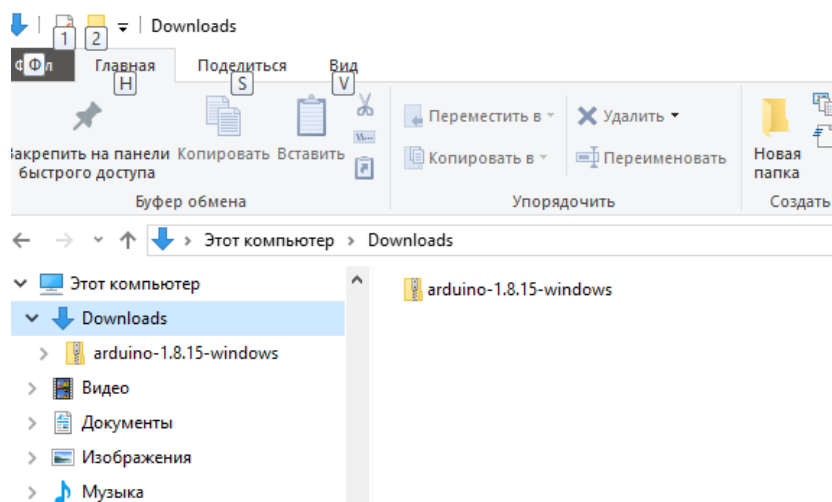 1 2 Downloads
Ф Главная Поделиться Вид
H S V
Закрепить на панели быстрого доступа
Копировать
Вставить
Переместить в
Копировать в
Удалить
Переименовать
Новая
папка
Буфер обмена
Упорядочить
Создать
Этот компьютер Downloads
Этот компьютер
Downloads
arduino-1.8.15-windows
Видео
Документы
Изображения
Музыка
arduino-1.8.15-windows